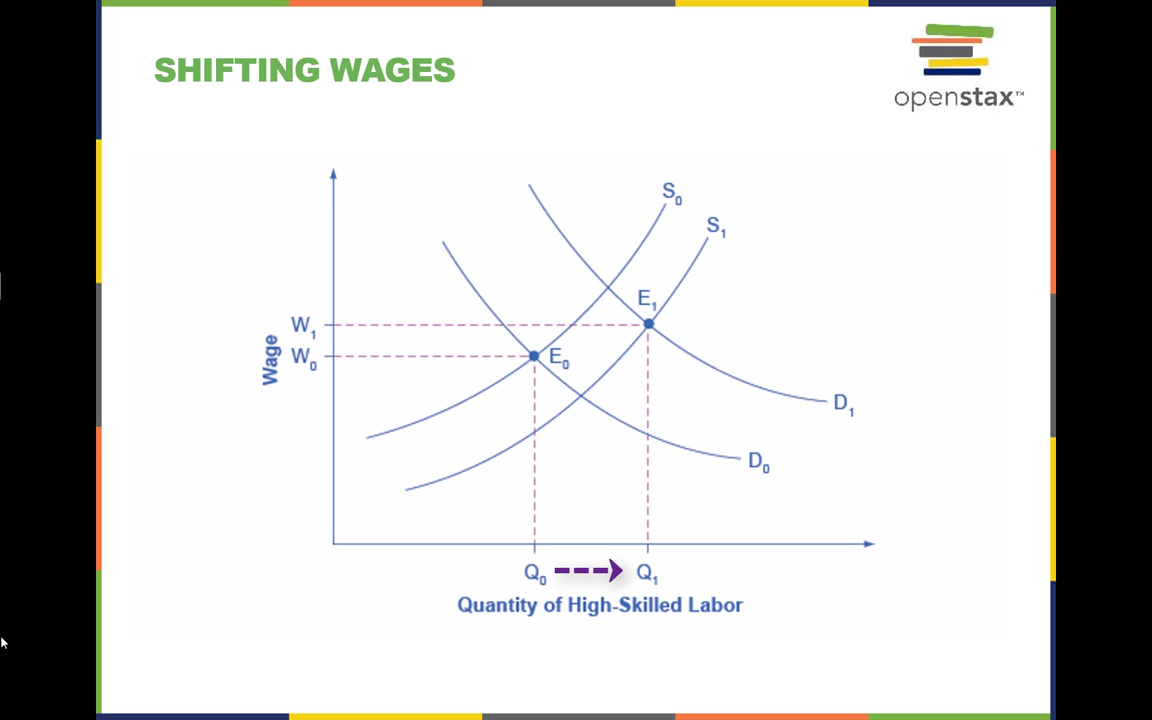 SHIFTING WAGES
openstax™
S₀
S₁
E₁
W₁
W₀
E₀
Wage
D₁
D₀
Q₀
Q₁
Quantity of High-Skilled Labor